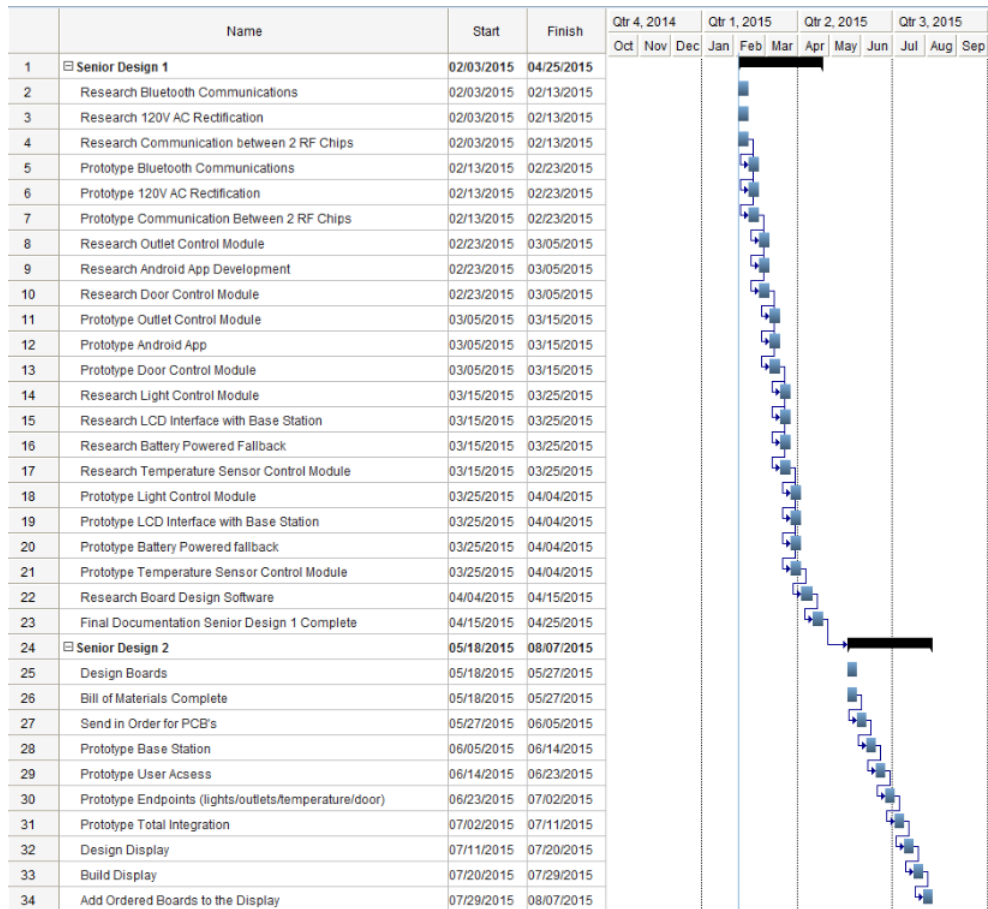 Name Start Finish Qtr 4, 2014 Qtr 1, 2015 Qtr 2, 2015 Qtr 3, 2015
Oct Nov Dec Jan Feb Mar Apr May Jun Jul Aug Sep
1 Senior Design 1 02/03/2015 04/25/2015
2 Research Bluetooth Communications 02/03/2015 02/13/2015
3 Research 120V AC Rectification 02/03/2015 02/13/2015
4 Research Communication between 2 RF Chips 02/03/2015 02/13/2015
5 Prototype Bluetooth Communications 02/13/2015 02/23/2015
6 Prototype 120V AC Rectification 02/13/2015 02/23/2015
7 Prototype Communication Between 2 RF Chips 02/13/2015 02/23/2015
8 Research Outlet Control Module 02/23/2015 03/05/2015
9 Research Android App Development 02/23/2015 03/05/2015
10 Research Door Control Module 02/23/2015 03/05/2015
11 Prototype Outlet Control Module 03/05/2015 03/15/2015
12 Prototype Android App 03/05/2015 03/15/2015
13 Prototype Door Control Module 03/05/2015 03/15/2015
14 Research Light Control Module 03/15/2015 03/25/2015
15 Research LCD Interface with Base Station 03/15/2015 03/25/2015
16 Research Battery Powered Fallback 03/15/2015 03/25/2015
17 Research Temperature Sensor Control Module 03/15/2015 03/25/2015
18 Prototype Light Control Module 03/25/2015 04/04/2015
19 Prototype LCD Interface with Base Station 03/25/2015 04/04/2015
20 Prototype Battery Powered fallback 03/25/2015 04/04/2015
21 Prototype Temperature Sensor Control Module 03/25/2015 04/04/2015
22 Research Board Design Software 04/04/2015 04/15/2015
23 Final Documentation Senior Design 1 Complete 04/15/2015 04/25/2015
24 Senior Design 2 05/18/2015 08/07/2015
25 Design Boards 05/18/2015 05/27/2015
26 Bill of Materials Complete 05/18/2015 05/27/2015
27 Send in Order for PCB's 05/27/2015 06/05/2015
28 Prototype Base Station 06/05/2015 06/14/2015
29 Prototype User Acsess 06/14/2015 06/23/2015
30 Prototype Endpoints (lights/outlets/temperature/door) 06/23/2015 07/02/2015
31 Prototype Total Integration 07/02/2015 07/11/2015
32 Design Display 07/11/2015 07/20/2015
33 Build Display 07/20/2015 07/29/2015
34 Add Ordered Boards to the Display 07/29/2015 08/07/2015